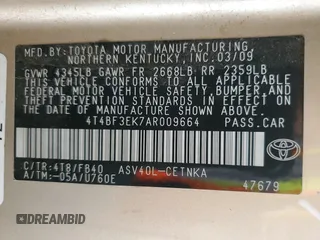 MFD. BY: TOYOTA MOTOR MANUFACTURING,
NORTHERN KENTUCKY, INC. 03/09
GVWR 4345LB GAWR FR 2668LB RR 2359LB
THIS VEHICLE CONFORMS TO ALL APPLICABLE
FEDERAL MOTOR VEHICLE SAFETY, BUMPER, AND
THEFT PREVENTION STANDARDS IN EFFECT ON
THE DATE OF MANUFACTURE SHOWN ABOVE.
4T4BF3EK7AR009664 PASS.CAR
C/TR:4T8/FB40 ASV40L-CETNKA
A/TM:-05A/U760E 47679
TOYOTA